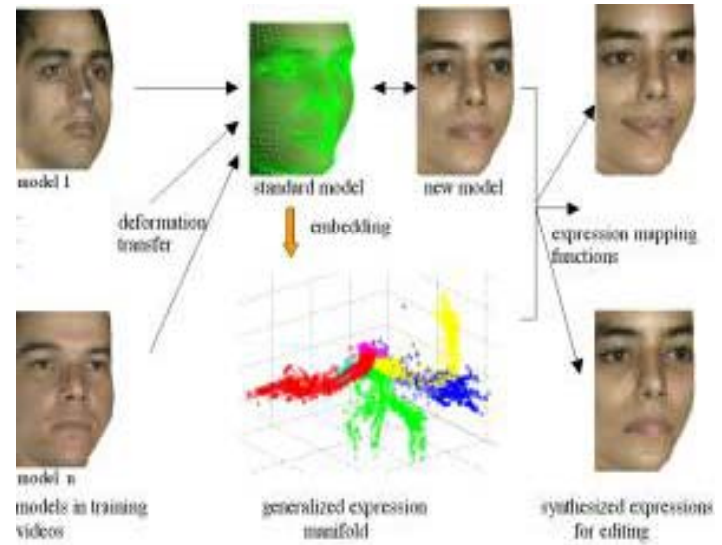 model 1
standard model
new model
deformation
transfer
embedding
expression mapping
functions
model n
models in training
videos
generalized expression
manifold
synthesized expressions
for editing